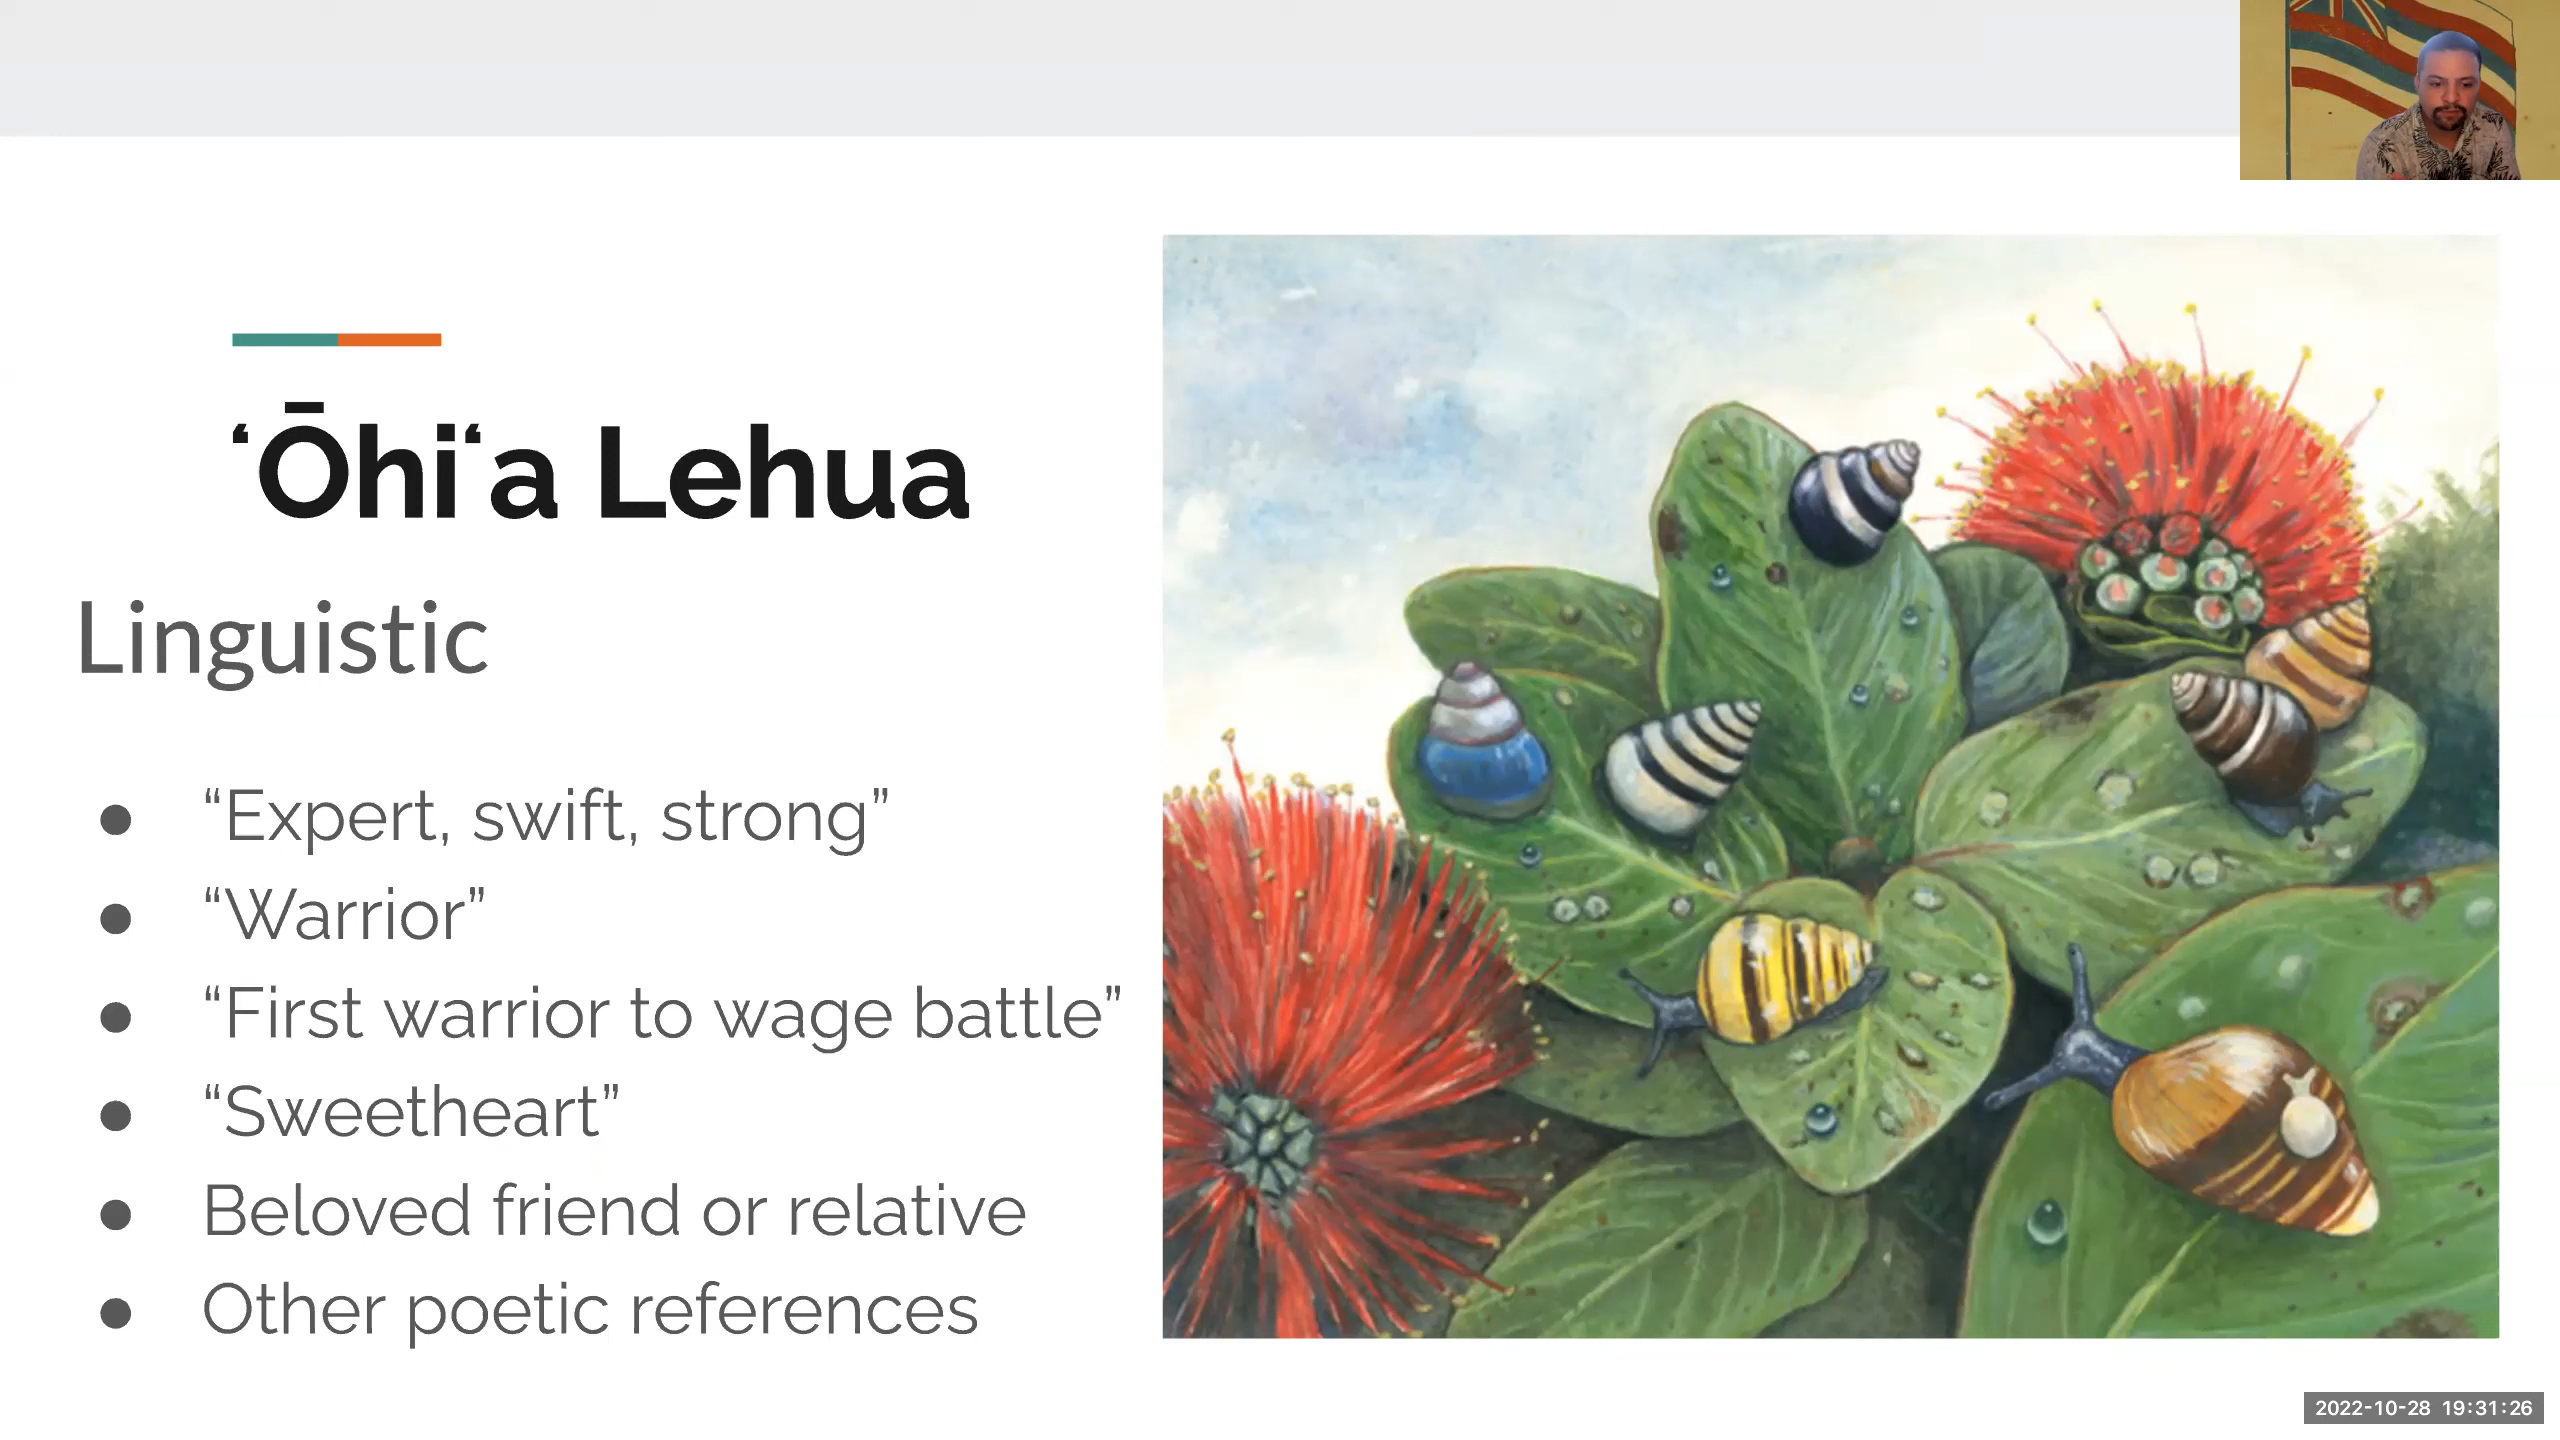 ʻŌhiʻa Lehua
Linguistic
● “Expert, swift, strong”
● “Warrior”
● “First warrior to wage battle”
● “Sweetheart”
● Beloved friend or relative
● Other poetic references
2022-10-28 19:31:26